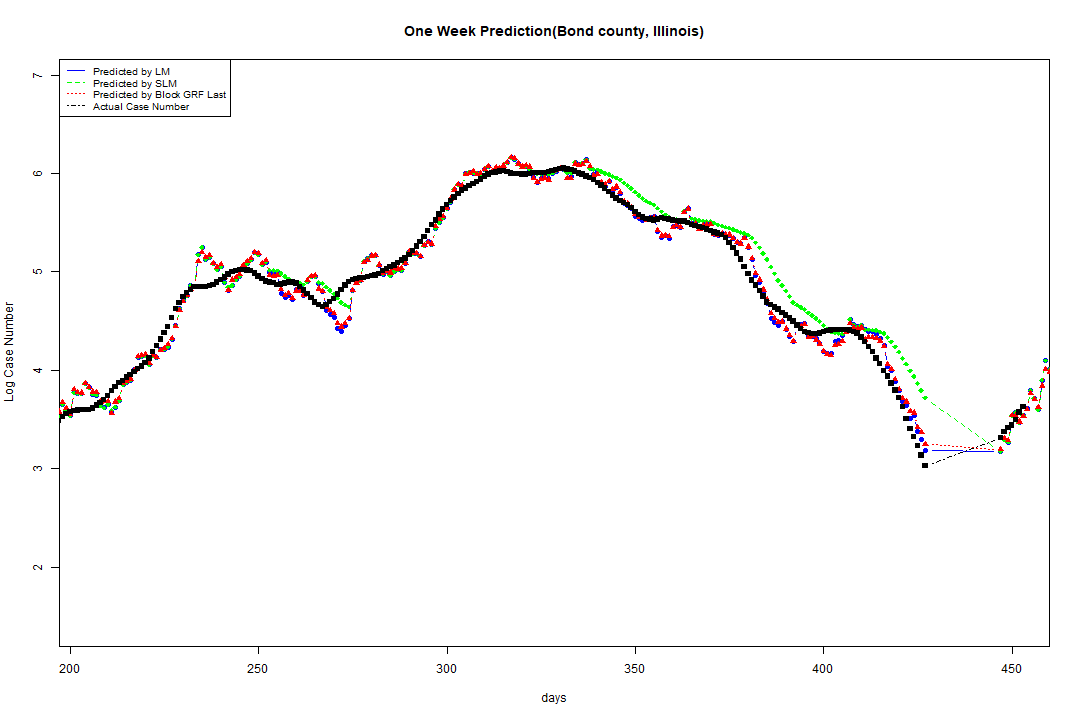 One Week Prediction(Bond county, Illinois)
Predicted by LM
Predicted by SLM
Predicted by Block GRF Last
Actual Case Number
7
6
5
4
3
2
Log Case Number
200 250 300 350 400 450
days